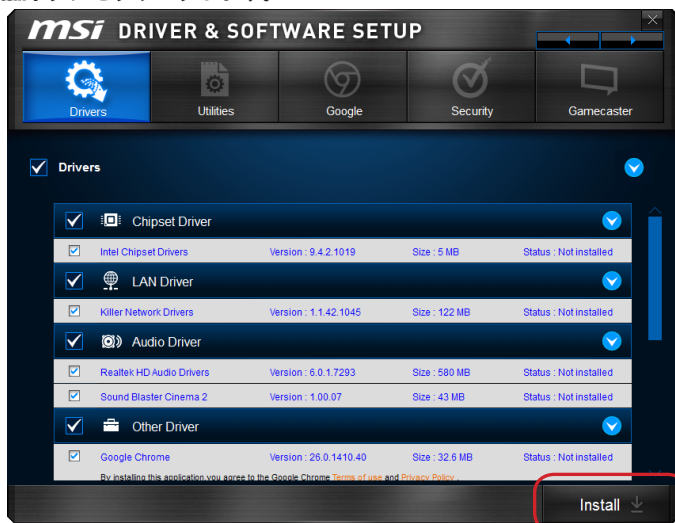 msi DRIVER & SOFTWARE SETUP
Drivers Utilities Google Security Gamecaster
Drivers
Chipset Driver
Intel Chipset Drivers Version : 9.4.2.1019 Size : 5 MB Status : Not installed
LAN Driver
Killer Network Drivers Version : 1.1.42.1045 Size : 122 MB Status : Not installed
Audio Driver
Realtek HD Audio Drivers Version : 6.0.1.7293 Size : 580 MB Status : Not installed
Sound Blaster Cinema 2 Version : 1.00.07 Size : 43 MB Status : Not installed
Other Driver
Google Chrome Version : 26.0.1410.40 Size : 32.6 MB Status : Not installed
By installing this application,you agree to the Google Chrome Terms of use and Privacy Policy .
Install